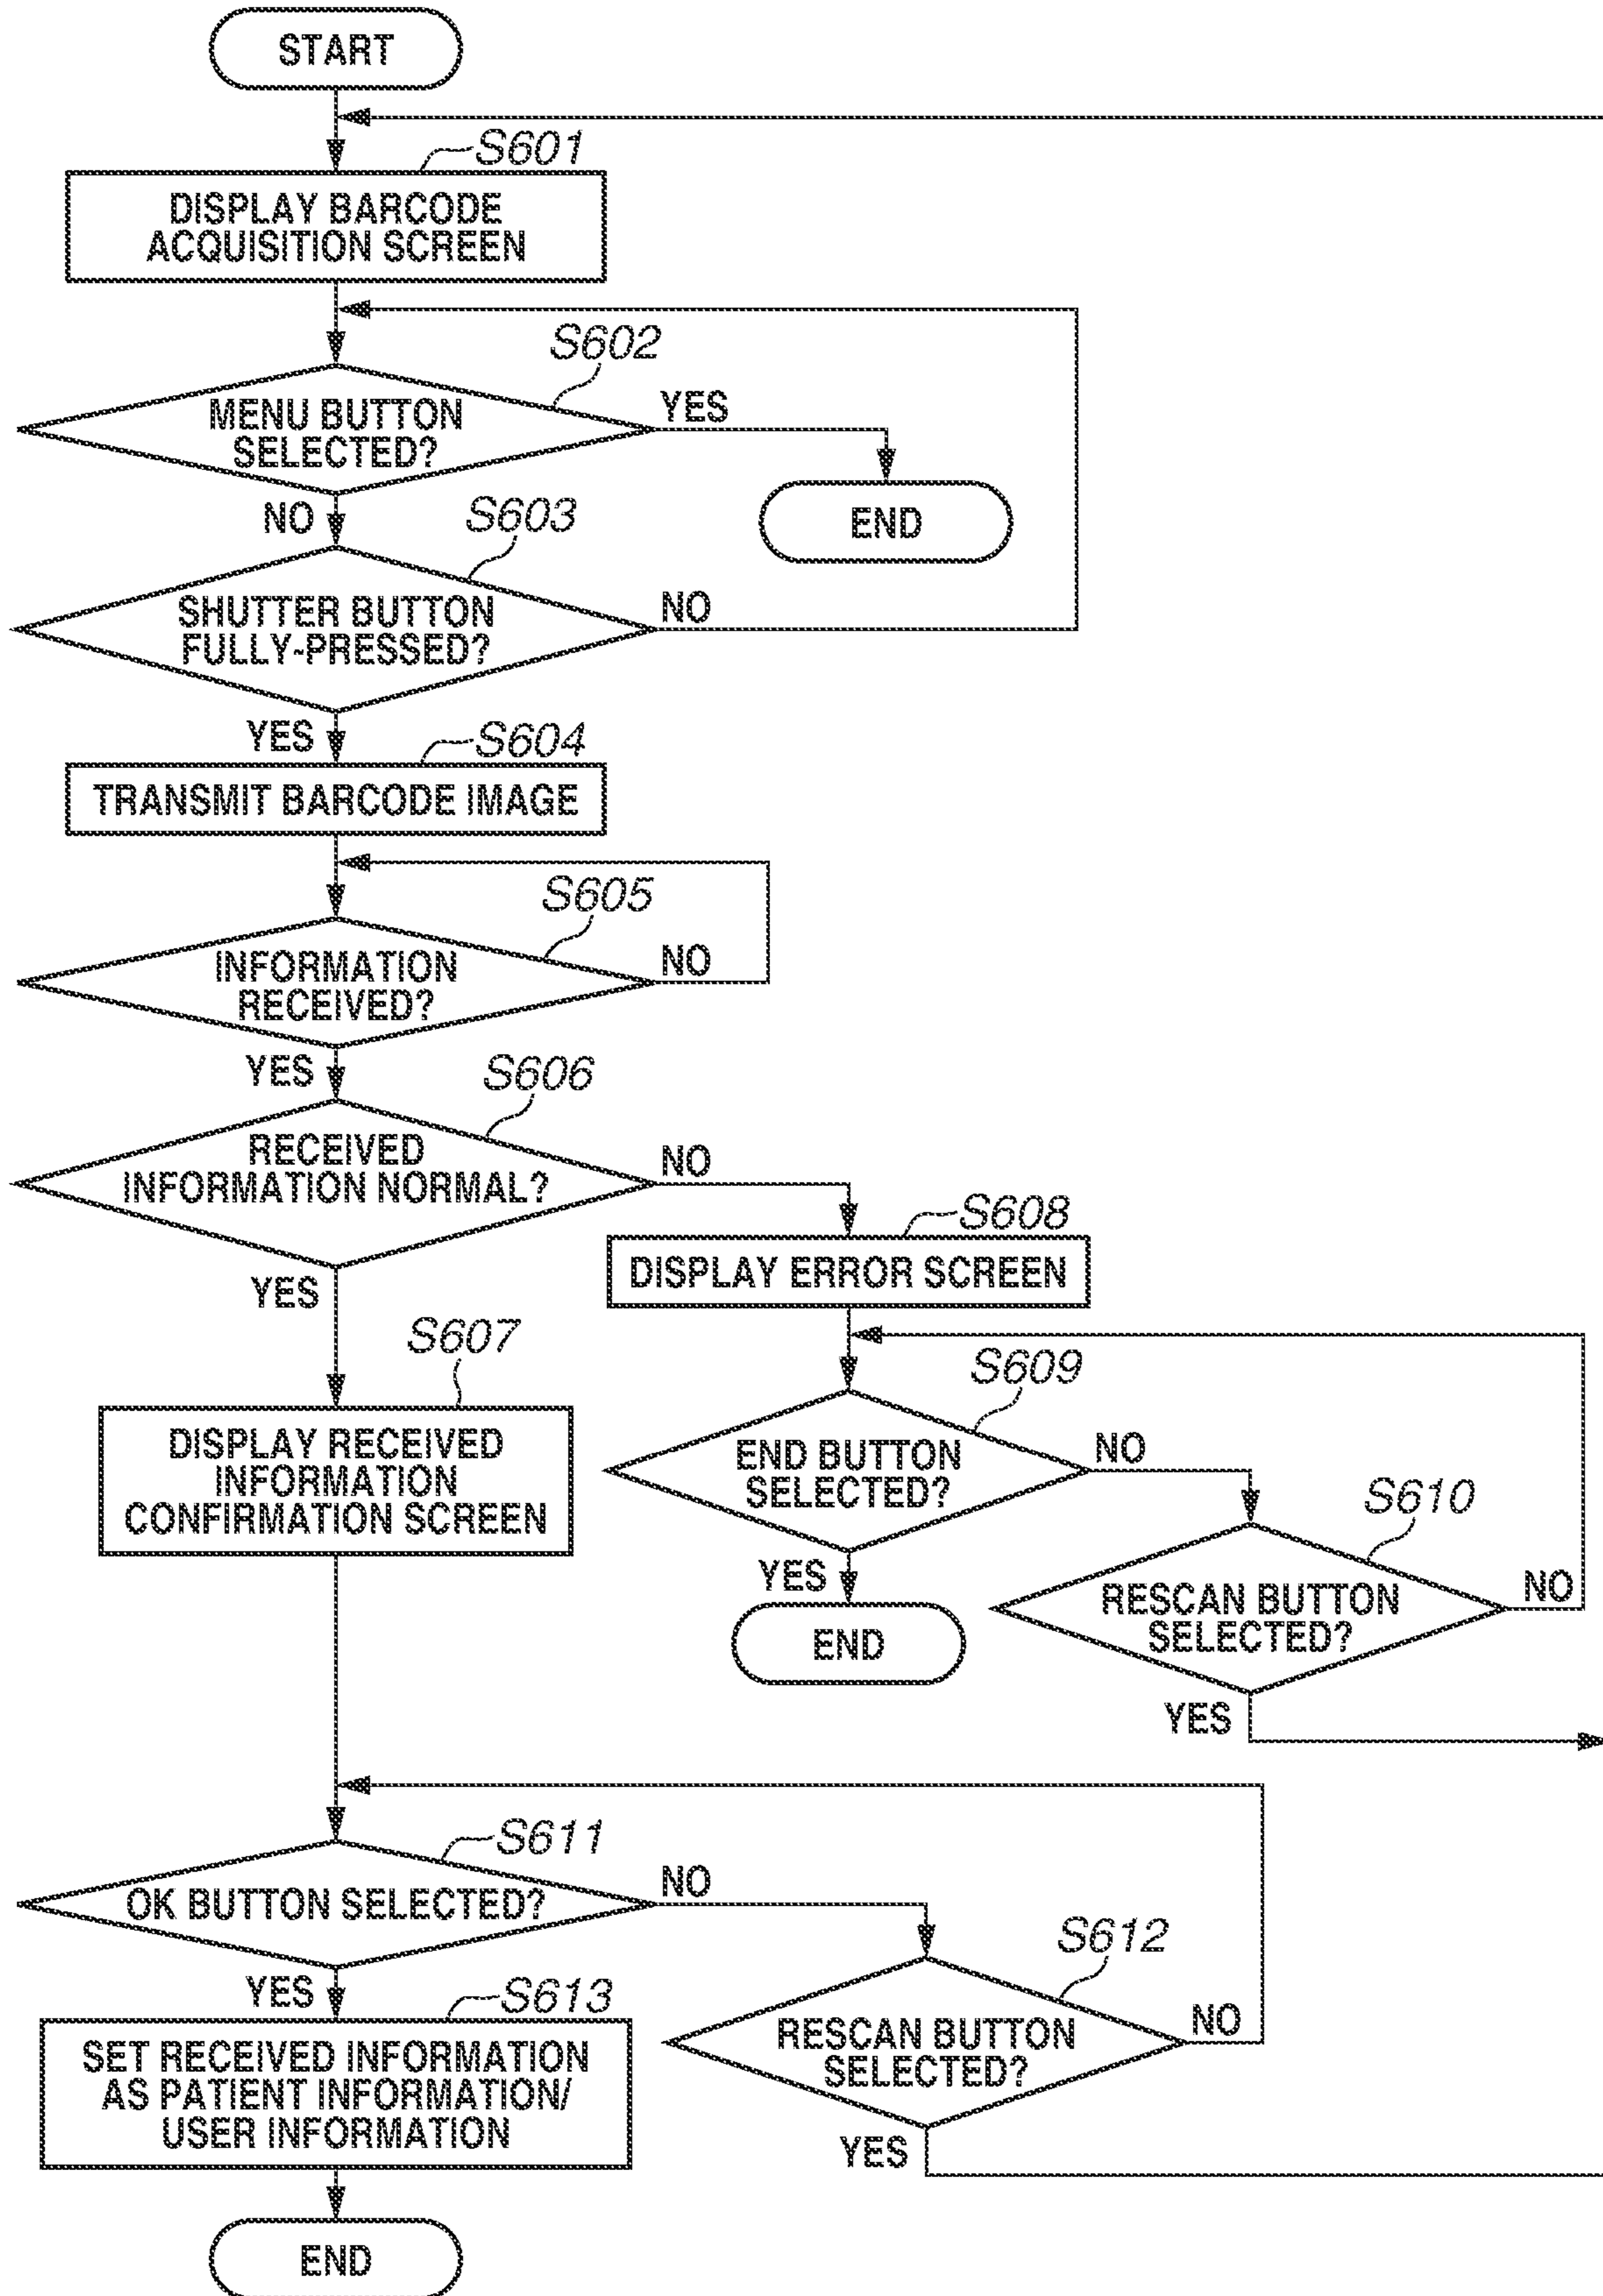 START
S601
DISPLAY BARCODE
ACQUISITION SCREEN
S602
MENU BUTTON
SELECTED?
YES
END
NO
S603
SHUTTER BUTTON
FULLY-PRESSED?
NO
YES
S604
TRANSMIT BARCODE IMAGE
S605
INFORMATION
RECEIVED?
NO
YES
S606
RECEIVED
INFORMATION NORMAL?
NO
YES
S608
DISPLAY ERROR SCREEN
S607
DISPLAY RECEIVED
INFORMATION
CONFIRMATION SCREEN
S609
END BUTTON
SELECTED?
NO
YES
END
S610
RESCAN BUTTON
SELECTED?
NO
YES
S611
OK BUTTON SELECTED?
NO
YES
S612
RESCAN BUTTON
SELECTED?
NO
YES
S613
SET RECEIVED INFORMATION
AS PATIENT INFORMATION/
USER INFORMATION
END